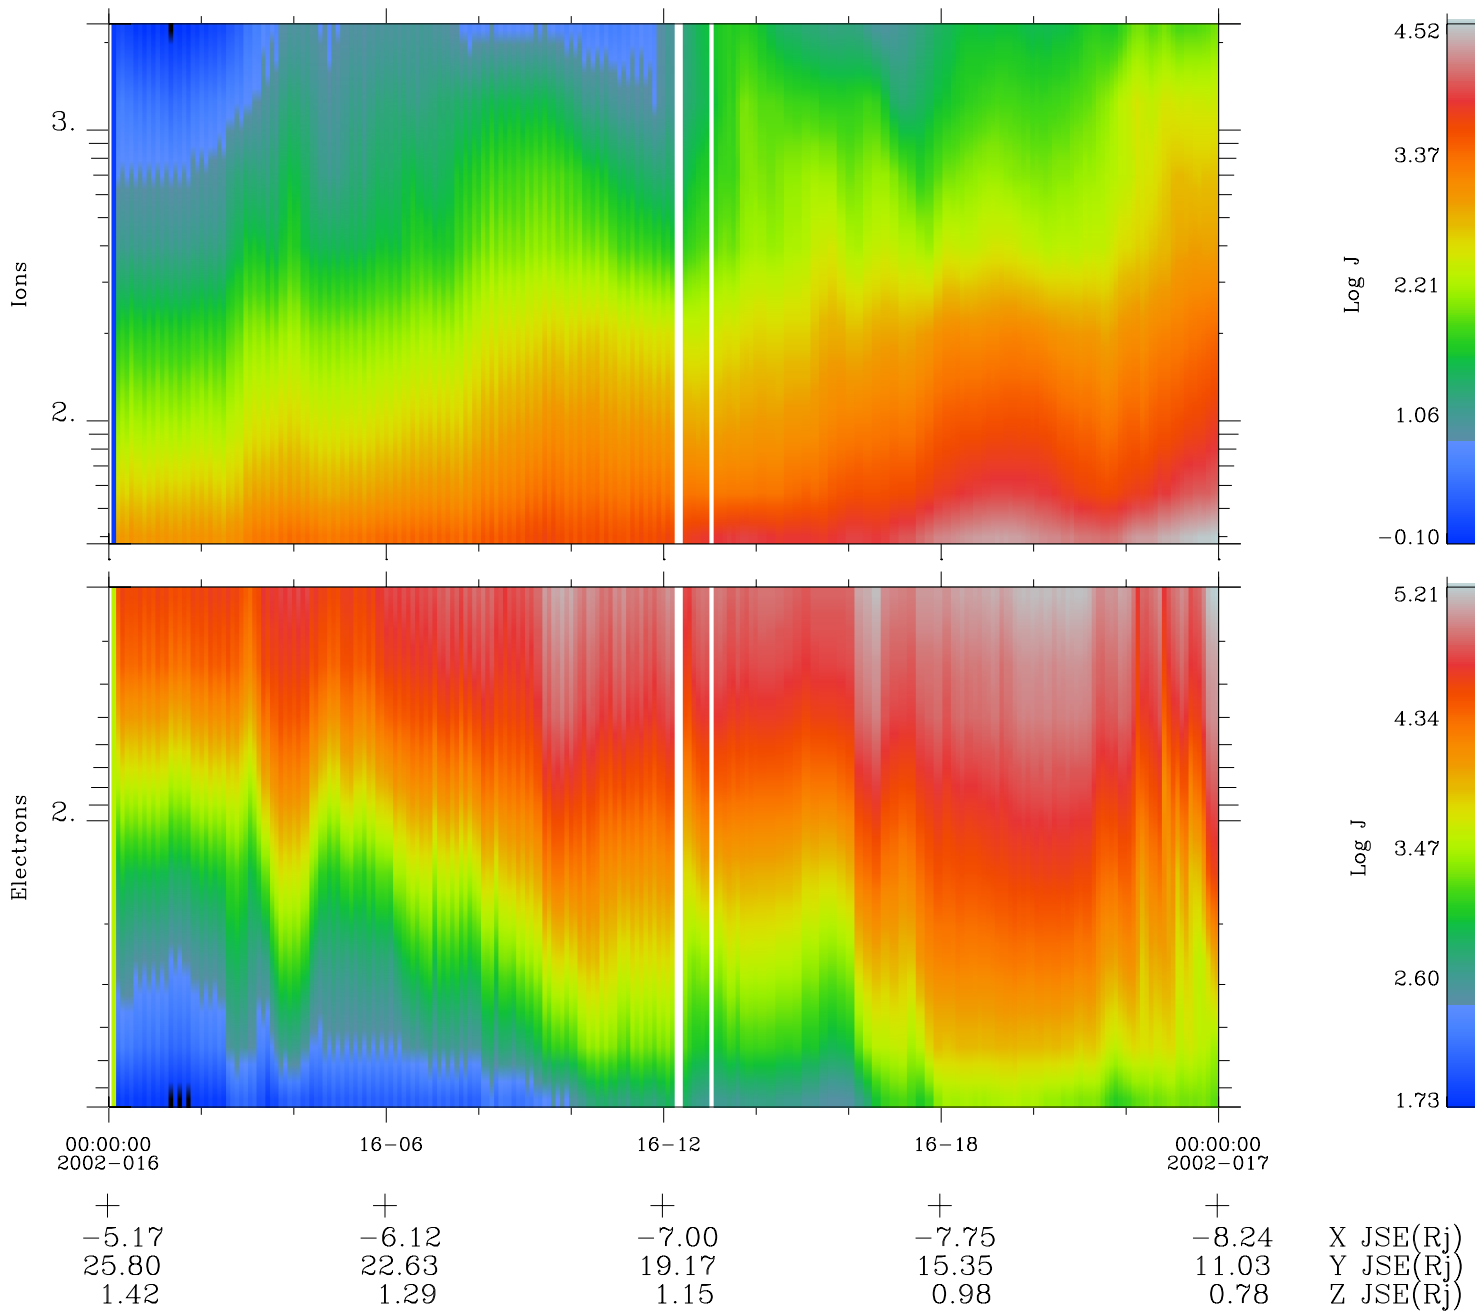 4.52
3.
3.37
Ions
Log J
2.21
2.
1.06
-0.10
5.21
4.34
2.
Electrons
Log J
3.47
2.60
1.73
00:00:00 16-06 16-12 16-18 00:00:00
2002-016 2002-017
-5.17 -6.12 -7.00 -7.75 -8.24 X JSE(Rj)
25.80 22.63 19.17 15.35 11.03 Y JSE(Rj)
1.42 1.29 1.15 0.98 0.78 Z JSE(Rj)